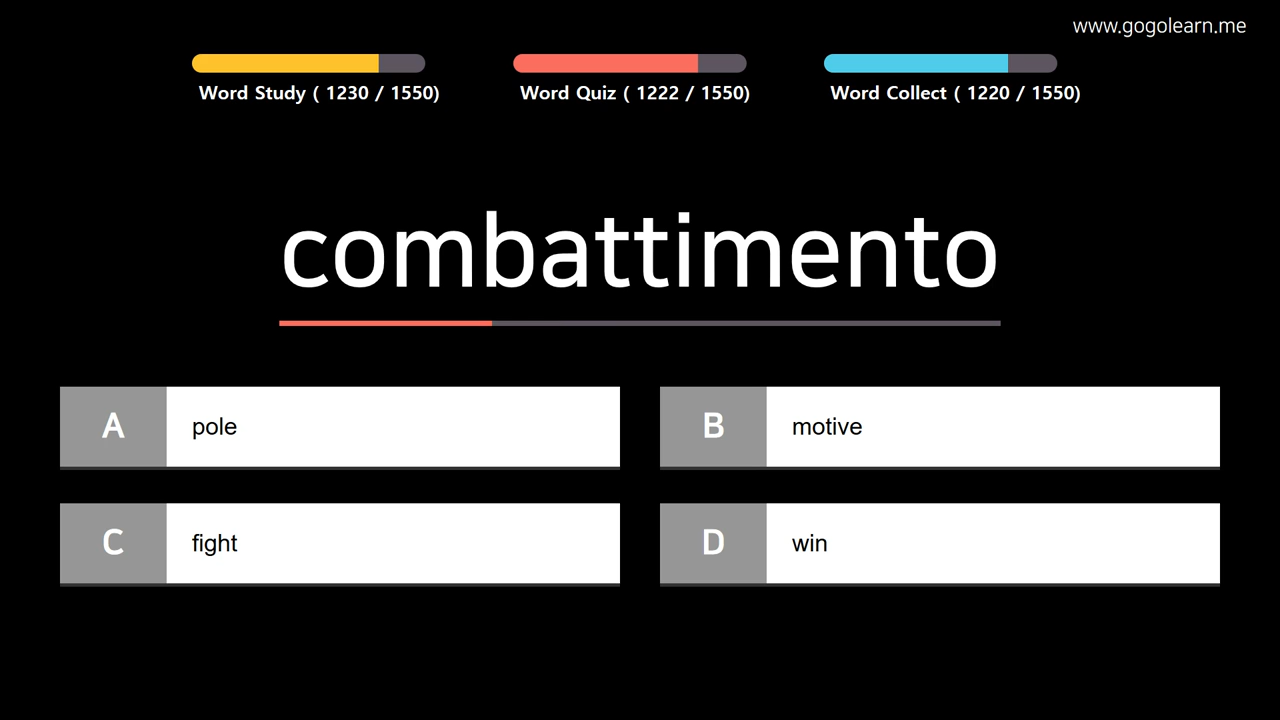 www.gogolearn.me
Word Study ( 1230 / 1550)
Word Quiz ( 1222 / 1550)
Word Collect ( 1220 / 1550)
combattimento
A pole
B motive
C fight
D win